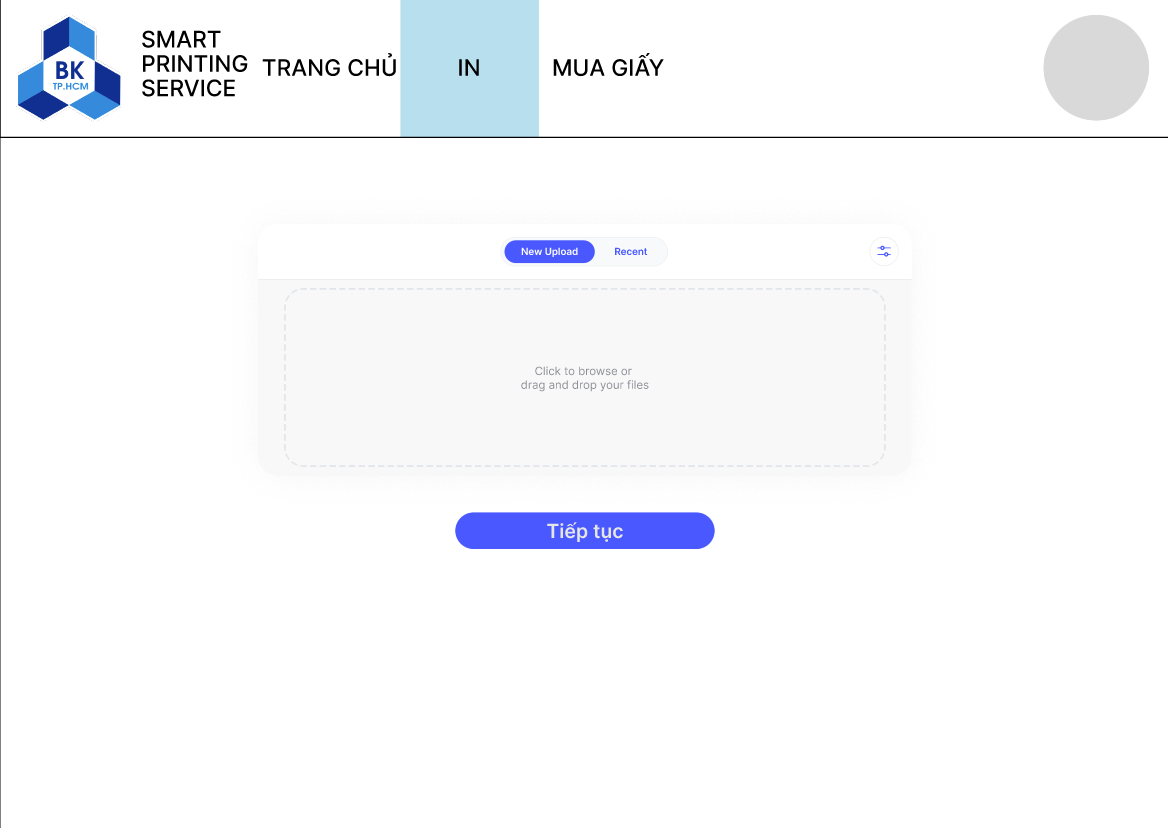 BK
TP.HCM
SMART
PRINTING
SERVICE
TRANG CHỦ
IN
MUA GIẤY
New Upload
Recent
Click to browse or
drag and drop your files
Tiếp tục